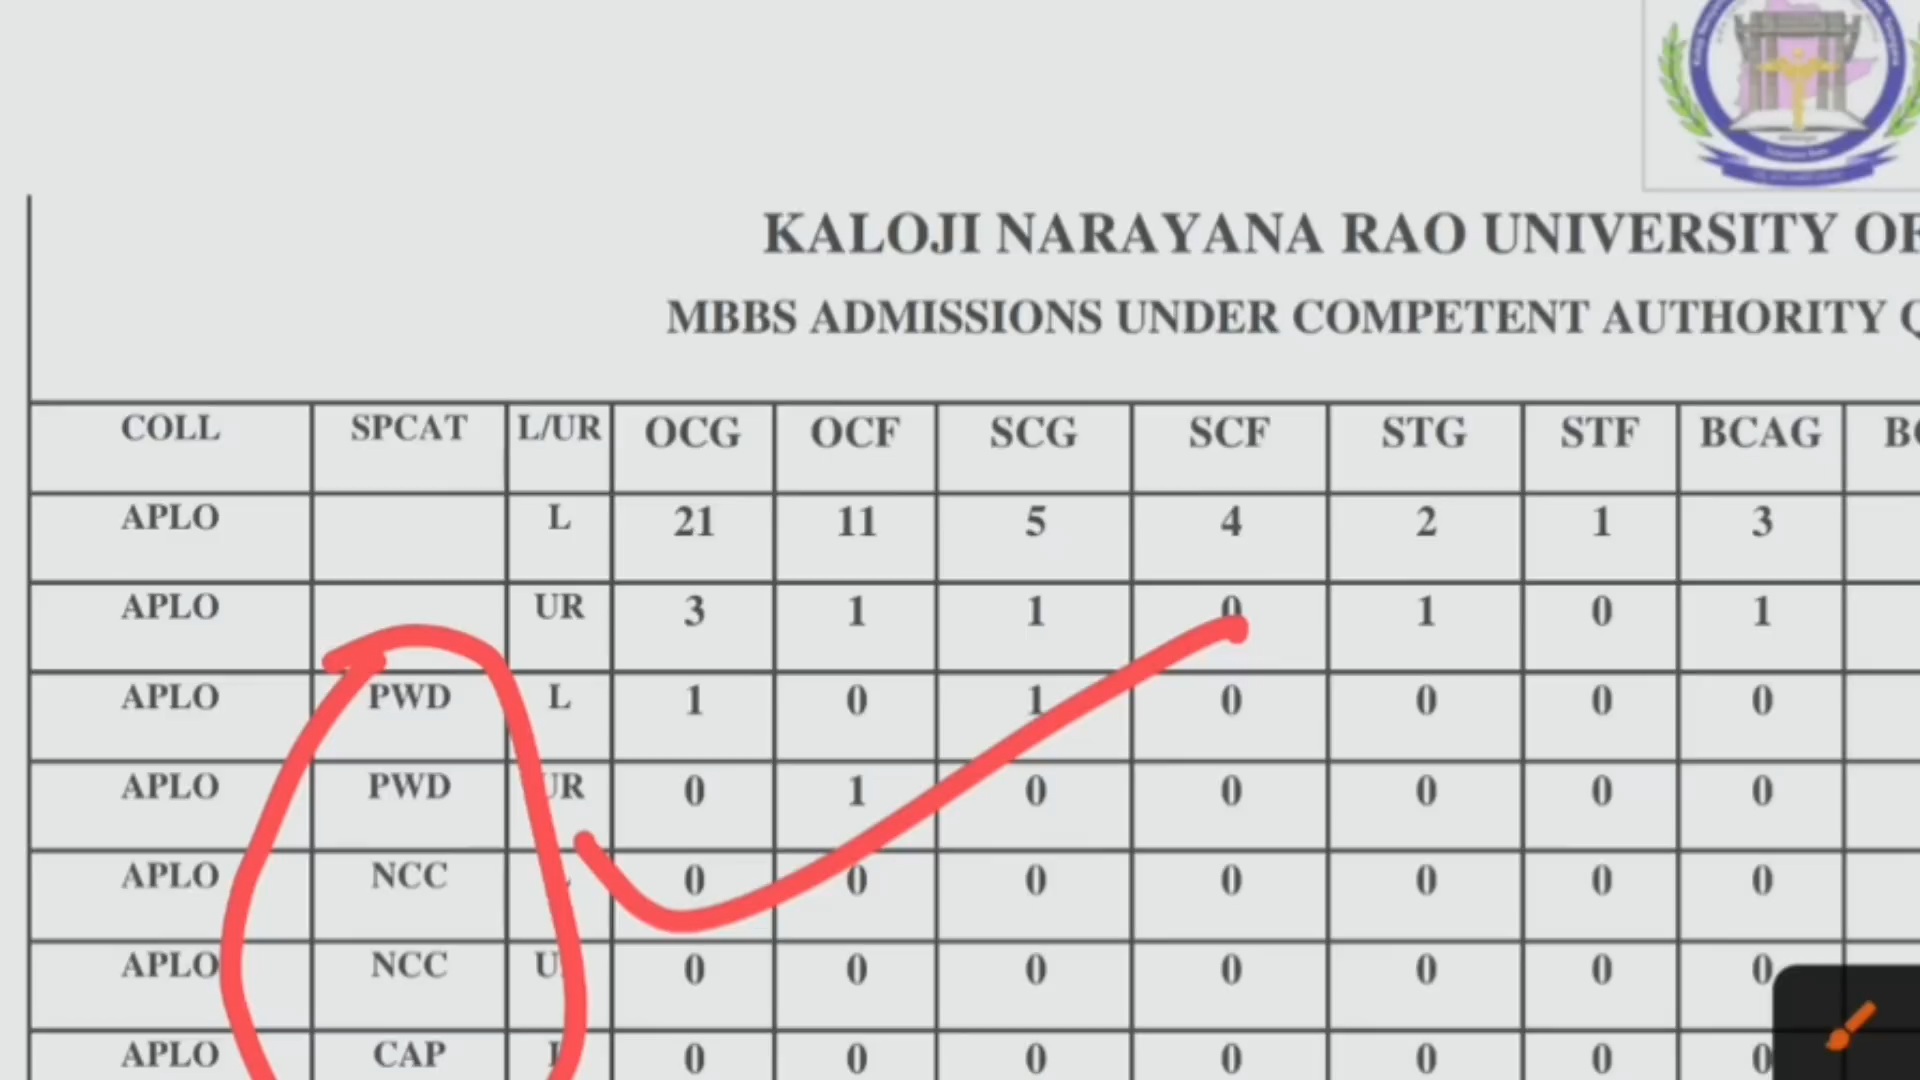 KALOJI NARAYANA RAO UNIVERSITY
MBBS ADMISSIONS UNDER COMPETENT AUTHORITY
COLL SPCAT L/UR OCG OCF SCG SCF STG STF BCAG
APLO L 21 11 5 4 2 1 3
APLO UR 3 1 1 0 1 0 1
APLO PWD L 1 0 1 0 0 0 0
APLO PWD UR 0 1 0 0 0 0 0
APLO NCC 0 0 0 0 0 0 0
APLO NCC 0 0 0 0 0 0 0
APLO CAP 0 0 0 0 0 0 0